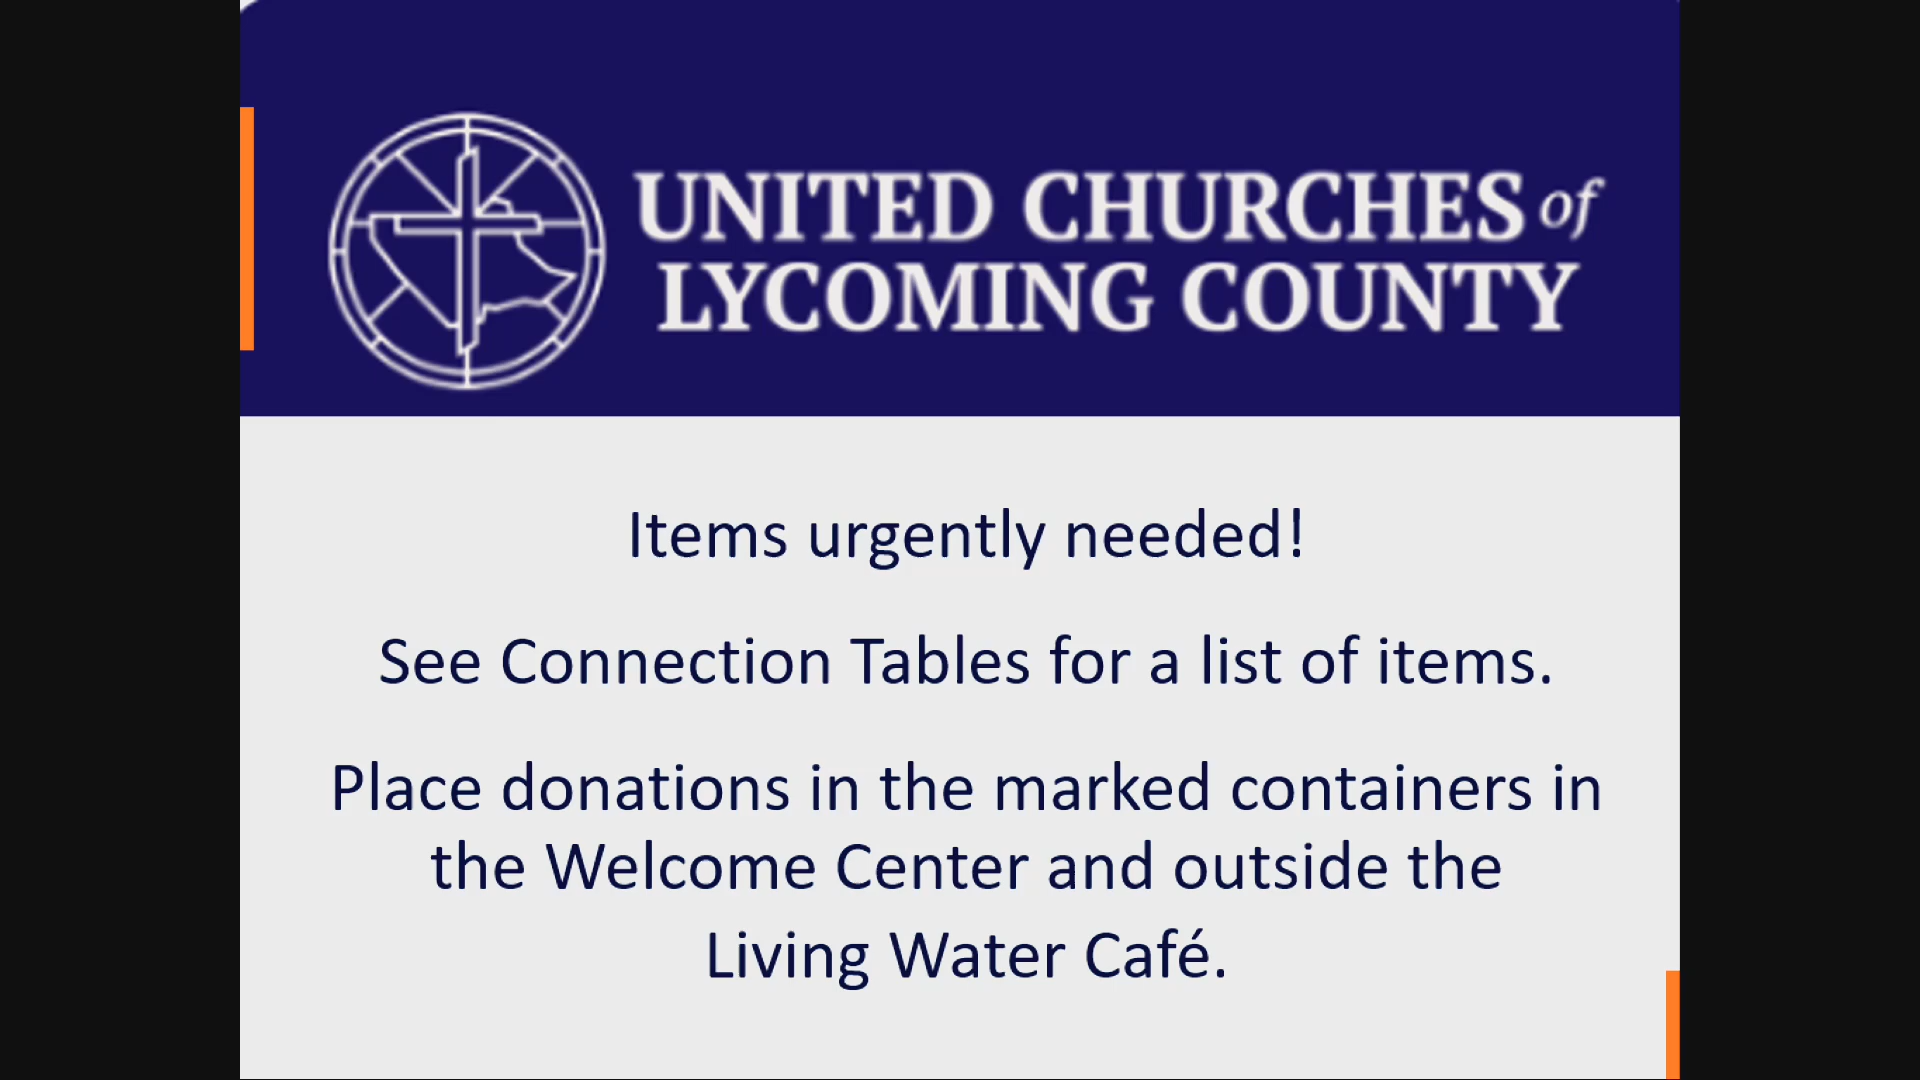 UNITED CHURCHES of
LYCOMING COUNTY
Items urgently needed!
See Connection Tables for a list of items.
Place donations in the marked containers in
the Welcome Center and outside the
Living Water Café.